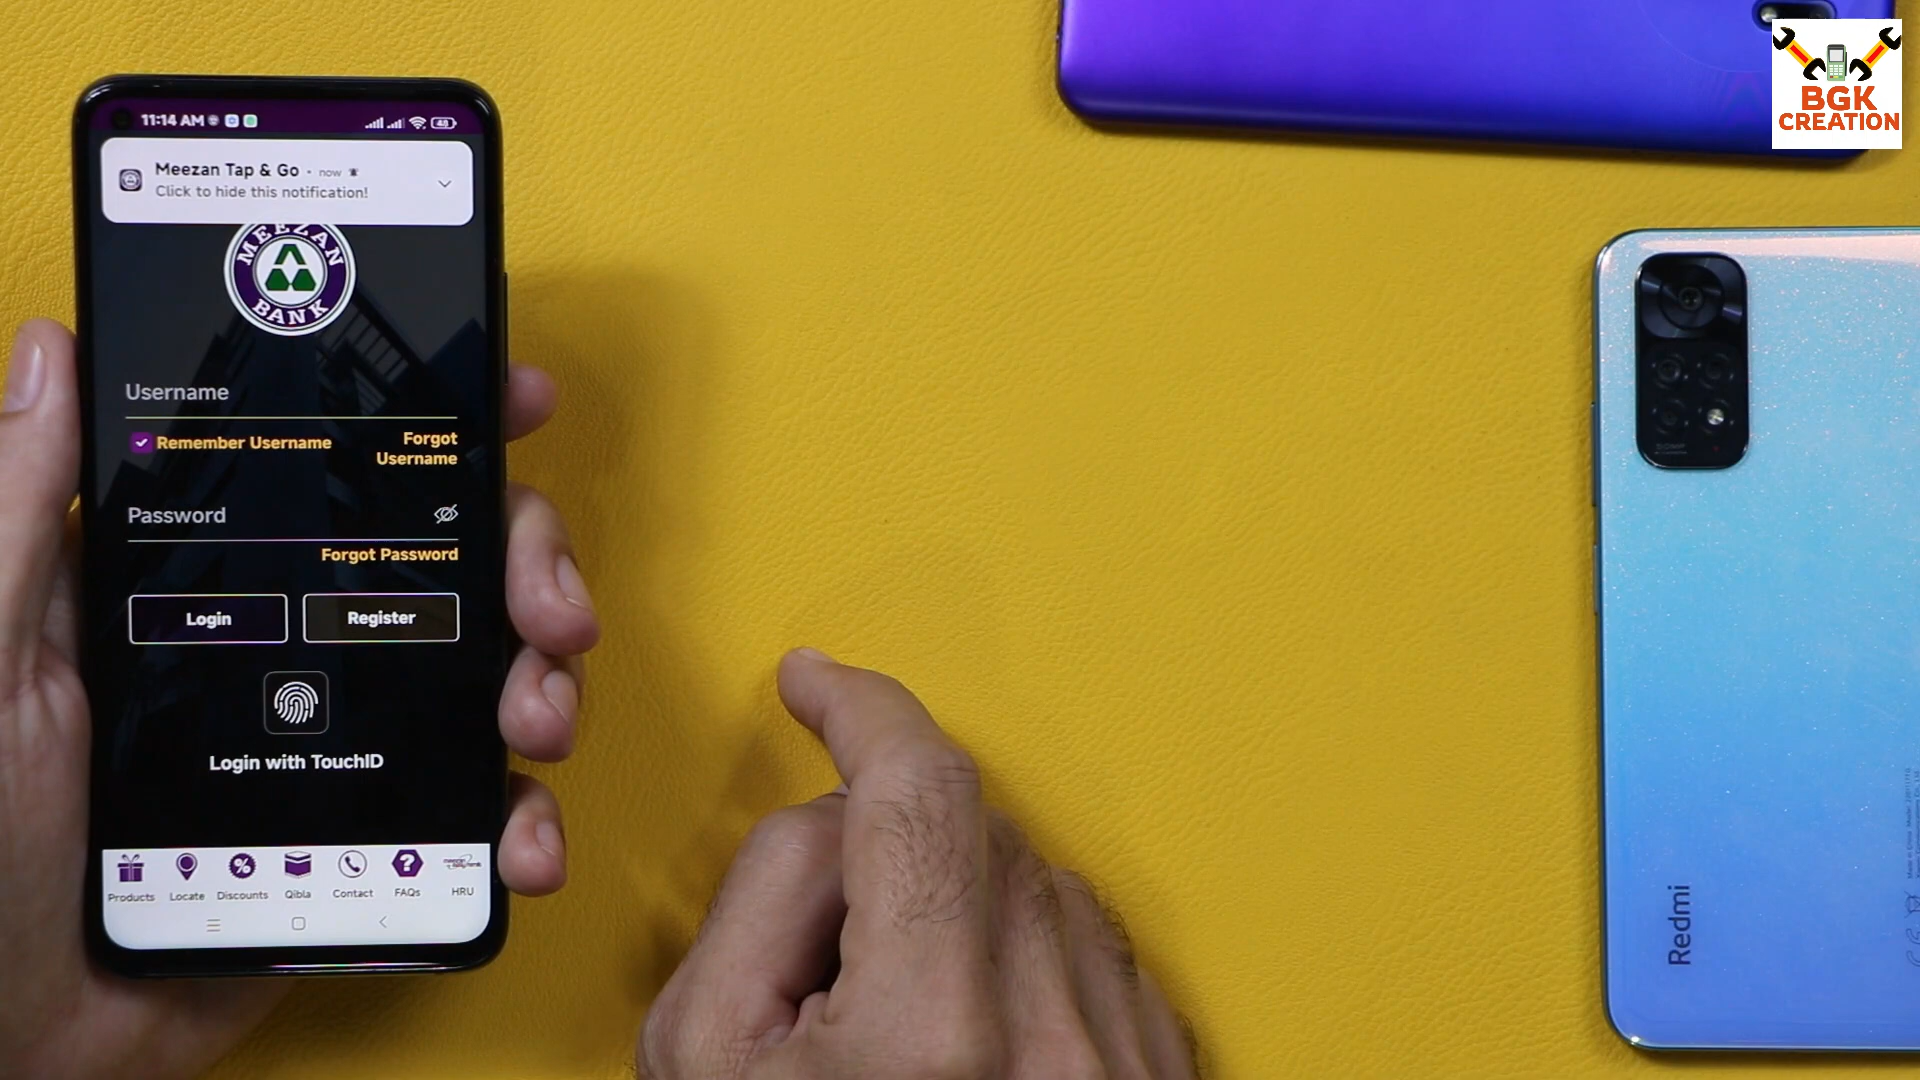 11:14 AM
40
Meezan Tap & Go • now
Click to hide this notification!
MEEZAN
BANK
Username
Remember Username
Forgot
Username
Password
Forgot Password
Login
Register
Login with TouchID
Products
Locate
Discounts
Qibla
Contact
FAQs
HRU
BGK
CREATION
Redmi